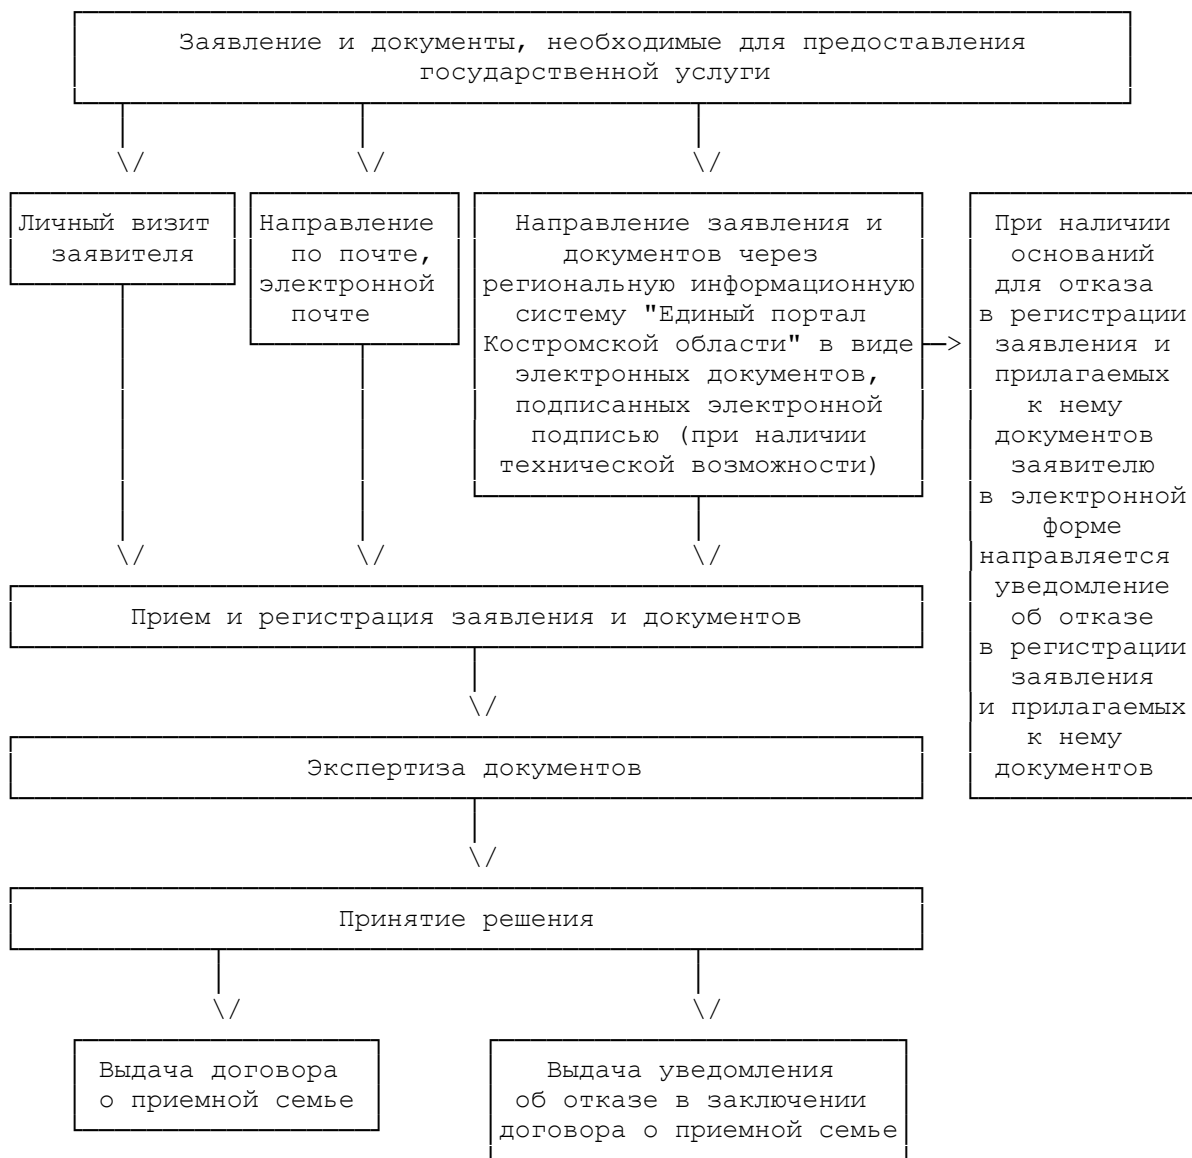 Заявление и документы, необходимые для предоставления
государственной услуги
Личный визит
заявителя
Направление
по почте,
электронной
почте
Направление заявления и
документов через
региональную информационную
систему "Единый портал
Костромской области" в виде
электронных документов,
подписанных электронной
подписью (при наличии
технической возможности)
При наличии
оснований
для отказа
в регистрации
заявления и
прилагаемых
к нему
документов
заявителю
в электронной
форме
направляется
уведомление
об отказе
в регистрации
заявления
и прилагаемых
к нему
документов
Прием и регистрация заявления и документов
Экспертиза документов
Принятие решения
Выдача договора
о приемной семье
Выдача уведомления
об отказе в заключении
договора о приемной семье